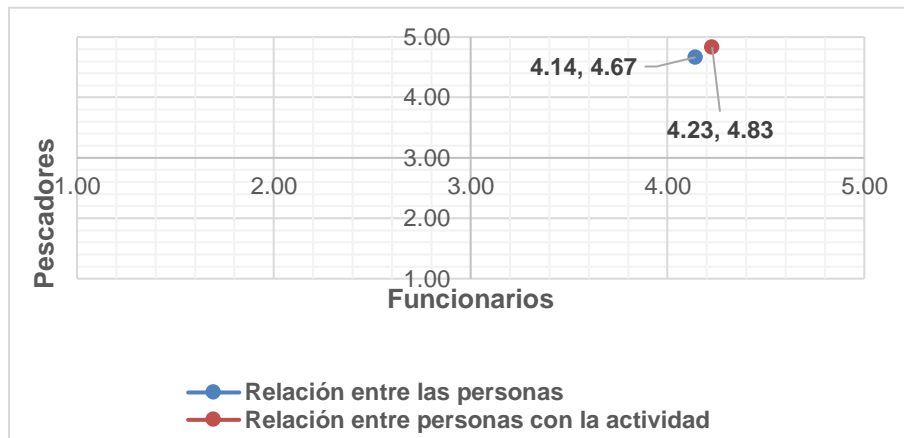 5.00
4.14, 4.67
4.00
4.23, 4.83
3.00
1.00 2.00 3.00 4.00 5.00
2.00
1.00
Pescadores
Funcionarios
Relación entre las personas
Relación entre personas con la actividad